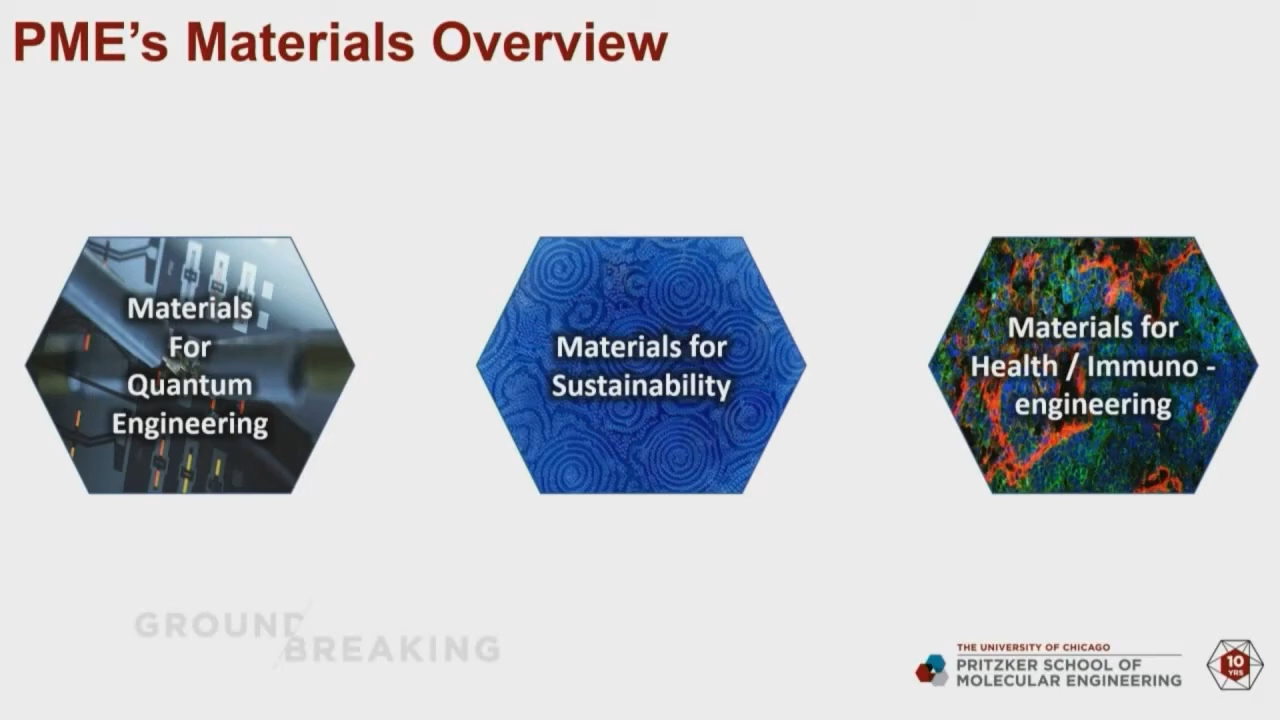 PME’s Materials Overview
Materials
For
Quantum
Engineering
Materials for
Sustainability
Materials for
Health / Immuno -
engineering
GROUND
BREAKING
THE UNIVERSITY OF CHICAGO
PRITZKER SCHOOL OF
MOLECULAR ENGINEERING
10
YRS